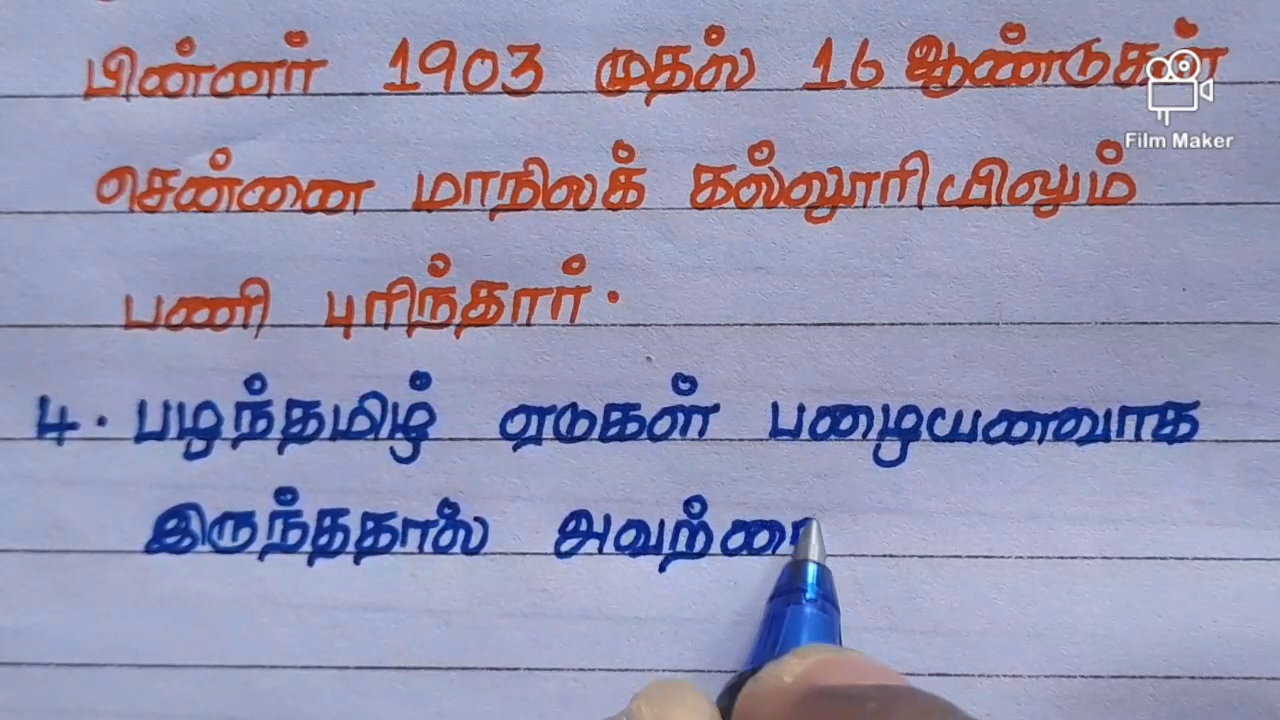 பின்னர் 1903 முதல் 16 ஆண்டுகள்
சென்னை மாநிலக் கல்லூரியிலும்
பணி புரிந்தார்.
4. பழந்தமிழ் ஏடுகள் பழையனவாக
இருந்ததால்
Film Maker